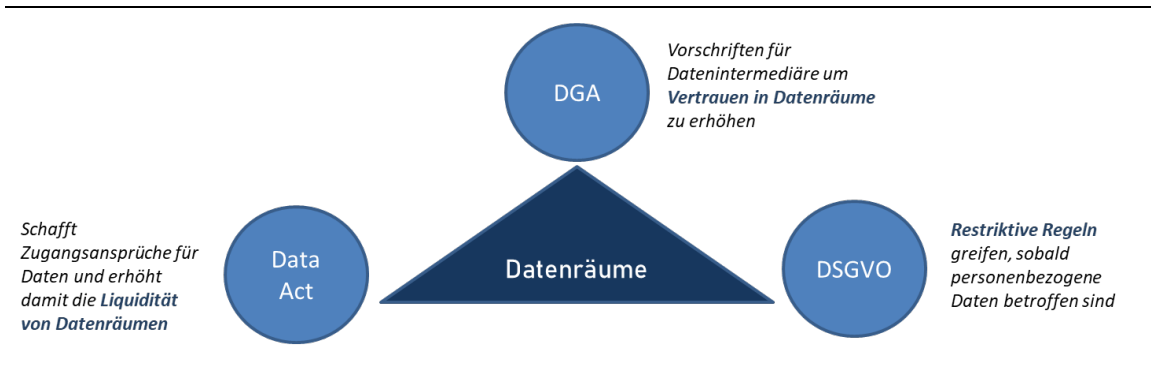 DGA
Vorschriften für
Datenintermediäre um
Vertrauen in Datenräume
zu erhöhen
Schafft
Zugangsansprüche für
Daten und erhöht
damit die Liquidität
von Datenräumen
Data
Act
Datenräume
DSGVO
Restriktive Regeln
greifen, sobald
personenbezogene
Daten betroffen sind